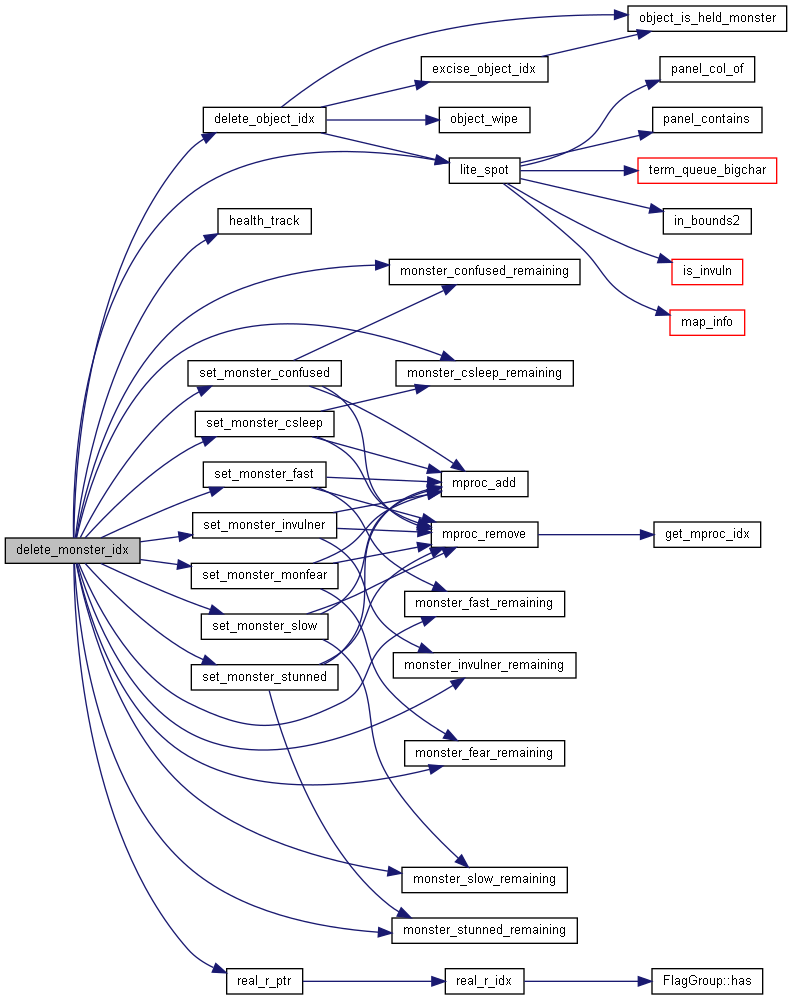 object_is_held_monster
excise_object_idx
panel_col_of
delete_object_idx
object_wipe
panel_contains
lite_spot
term_queue_bigchar
health_track
in_bounds2
monster_confused_remaining
is_invuln
map_info
set_monster_confused
monster_csleep_remaining
set_monster_csleep
set_monster_fast
mproc_add
set_monster_invulner
mproc_remove
get_mproc_idx
delete_monster_idx
set_monster_monfear
monster_fast_remaining
set_monster_slow
monster_invulner_remaining
set_monster_stunned
monster_fear_remaining
monster_slow_remaining
monster_stunned_remaining
real_r_ptr
real_r_idx
FlagGroup::has